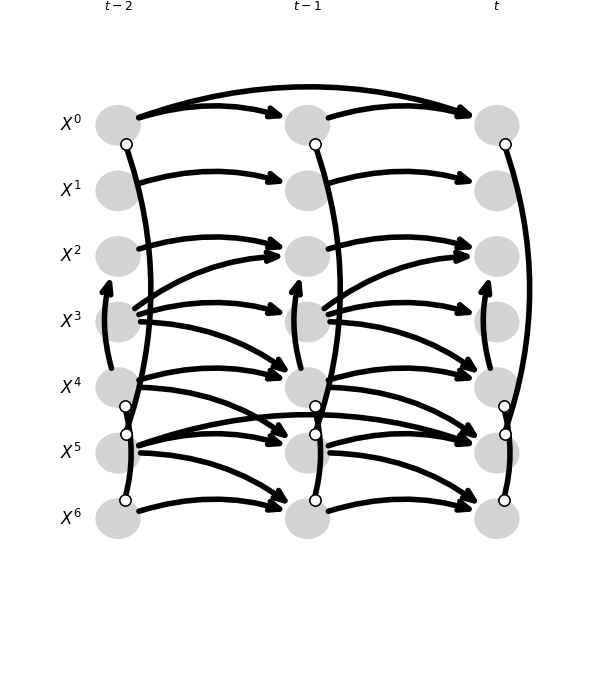 t − 2 t − 1 t
X⁰
X¹
X²
X³
X⁴
X⁵
X⁶